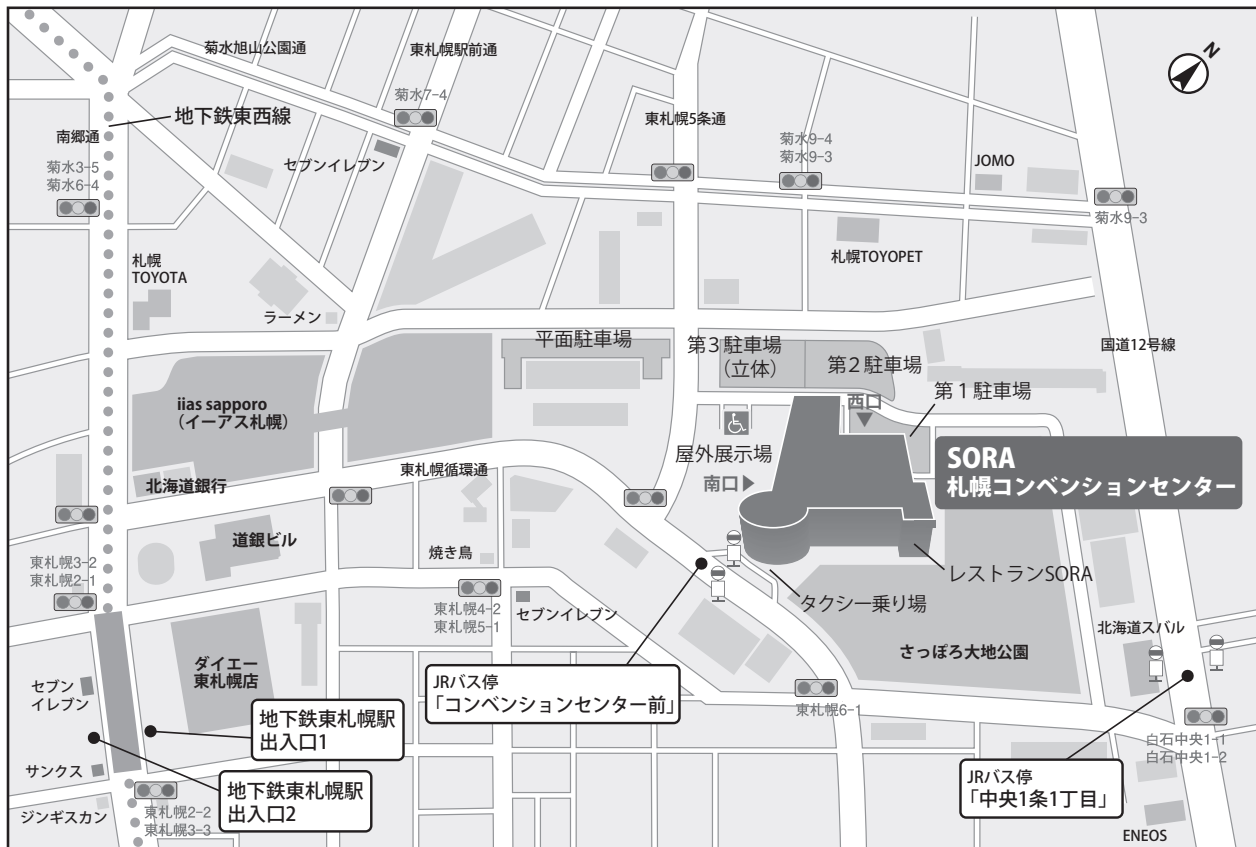 菊水旭山公園通
東札幌駅前通
N
菊水7-4
地下鉄東西線
南郷通
東札幌5条通
菊水9-4
菊水9-3
セブンイレブン
JOMO
菊水3-5
菊水6-4
菊水9-3
札幌
TOYOTA
札幌TOYOPET
ラーメン
平面駐車場
第3駐車場
（立体）
第2駐車場
国道12号線
第1駐車場
iias sapporo
（イーアス札幌）
西口
屋外展示場
南口
SORA
札幌コンベンションセンター
東札幌循環通
北海道銀行
道銀ビル
焼き鳥
東札幌3-2
東札幌2-1
レストランSORA
東札幌4-2
東札幌5-1
セブンイレブン
タクシー乗り場
北海道スバル
さっぽろ大地公園
ダイエー
東札幌店
セブン
イレブン
JRバス停
「コンベンションセンター前」
東札幌6-1
地下鉄東札幌駅
出入口1
白石中央1-1
白石中央1-2
サンクス
地下鉄東札幌駅
出入口2
JRバス停
「中央1条1丁目」
ジンギスカン
東札幌2-2
東札幌3-3
ENEOS